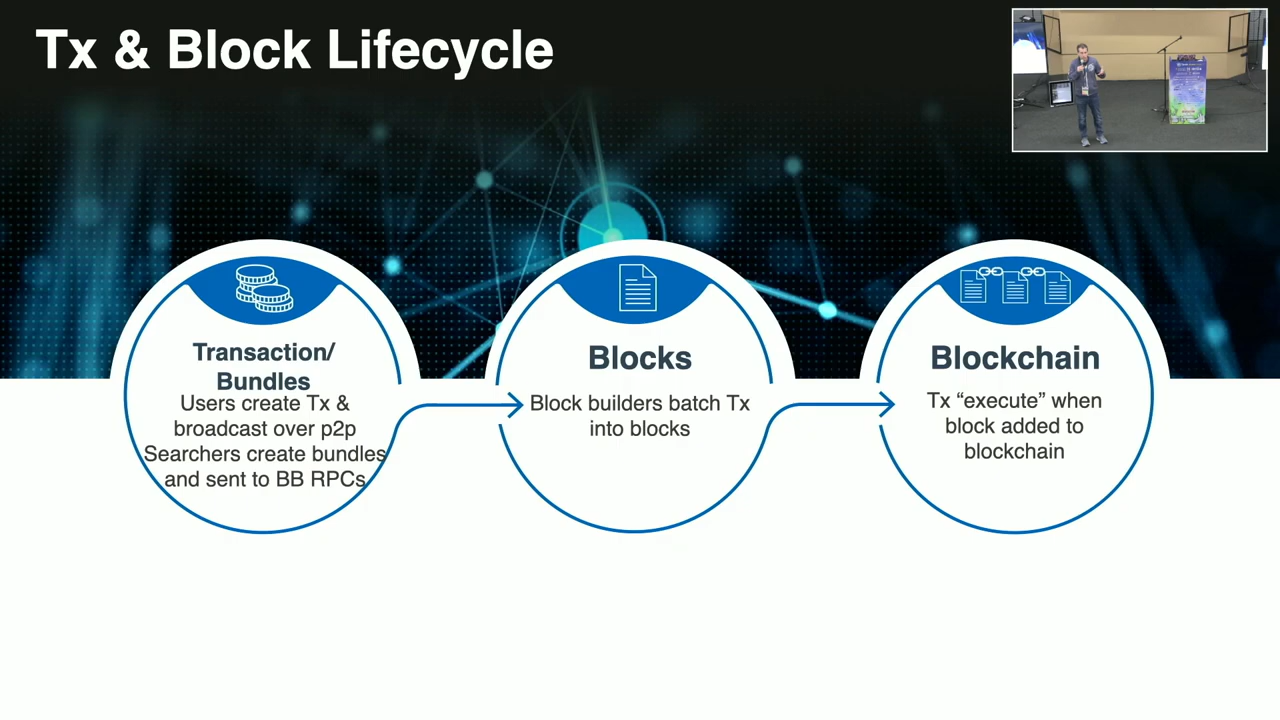 Tx & Block Lifecycle
Transaction/
Bundles
Users create Tx &
broadcast over p2p
Searchers create bundles
and sent to BB RPCs
Blocks
Block builders batch Tx
into blocks
Blockchain
Tx “execute” when
block added to
blockchain